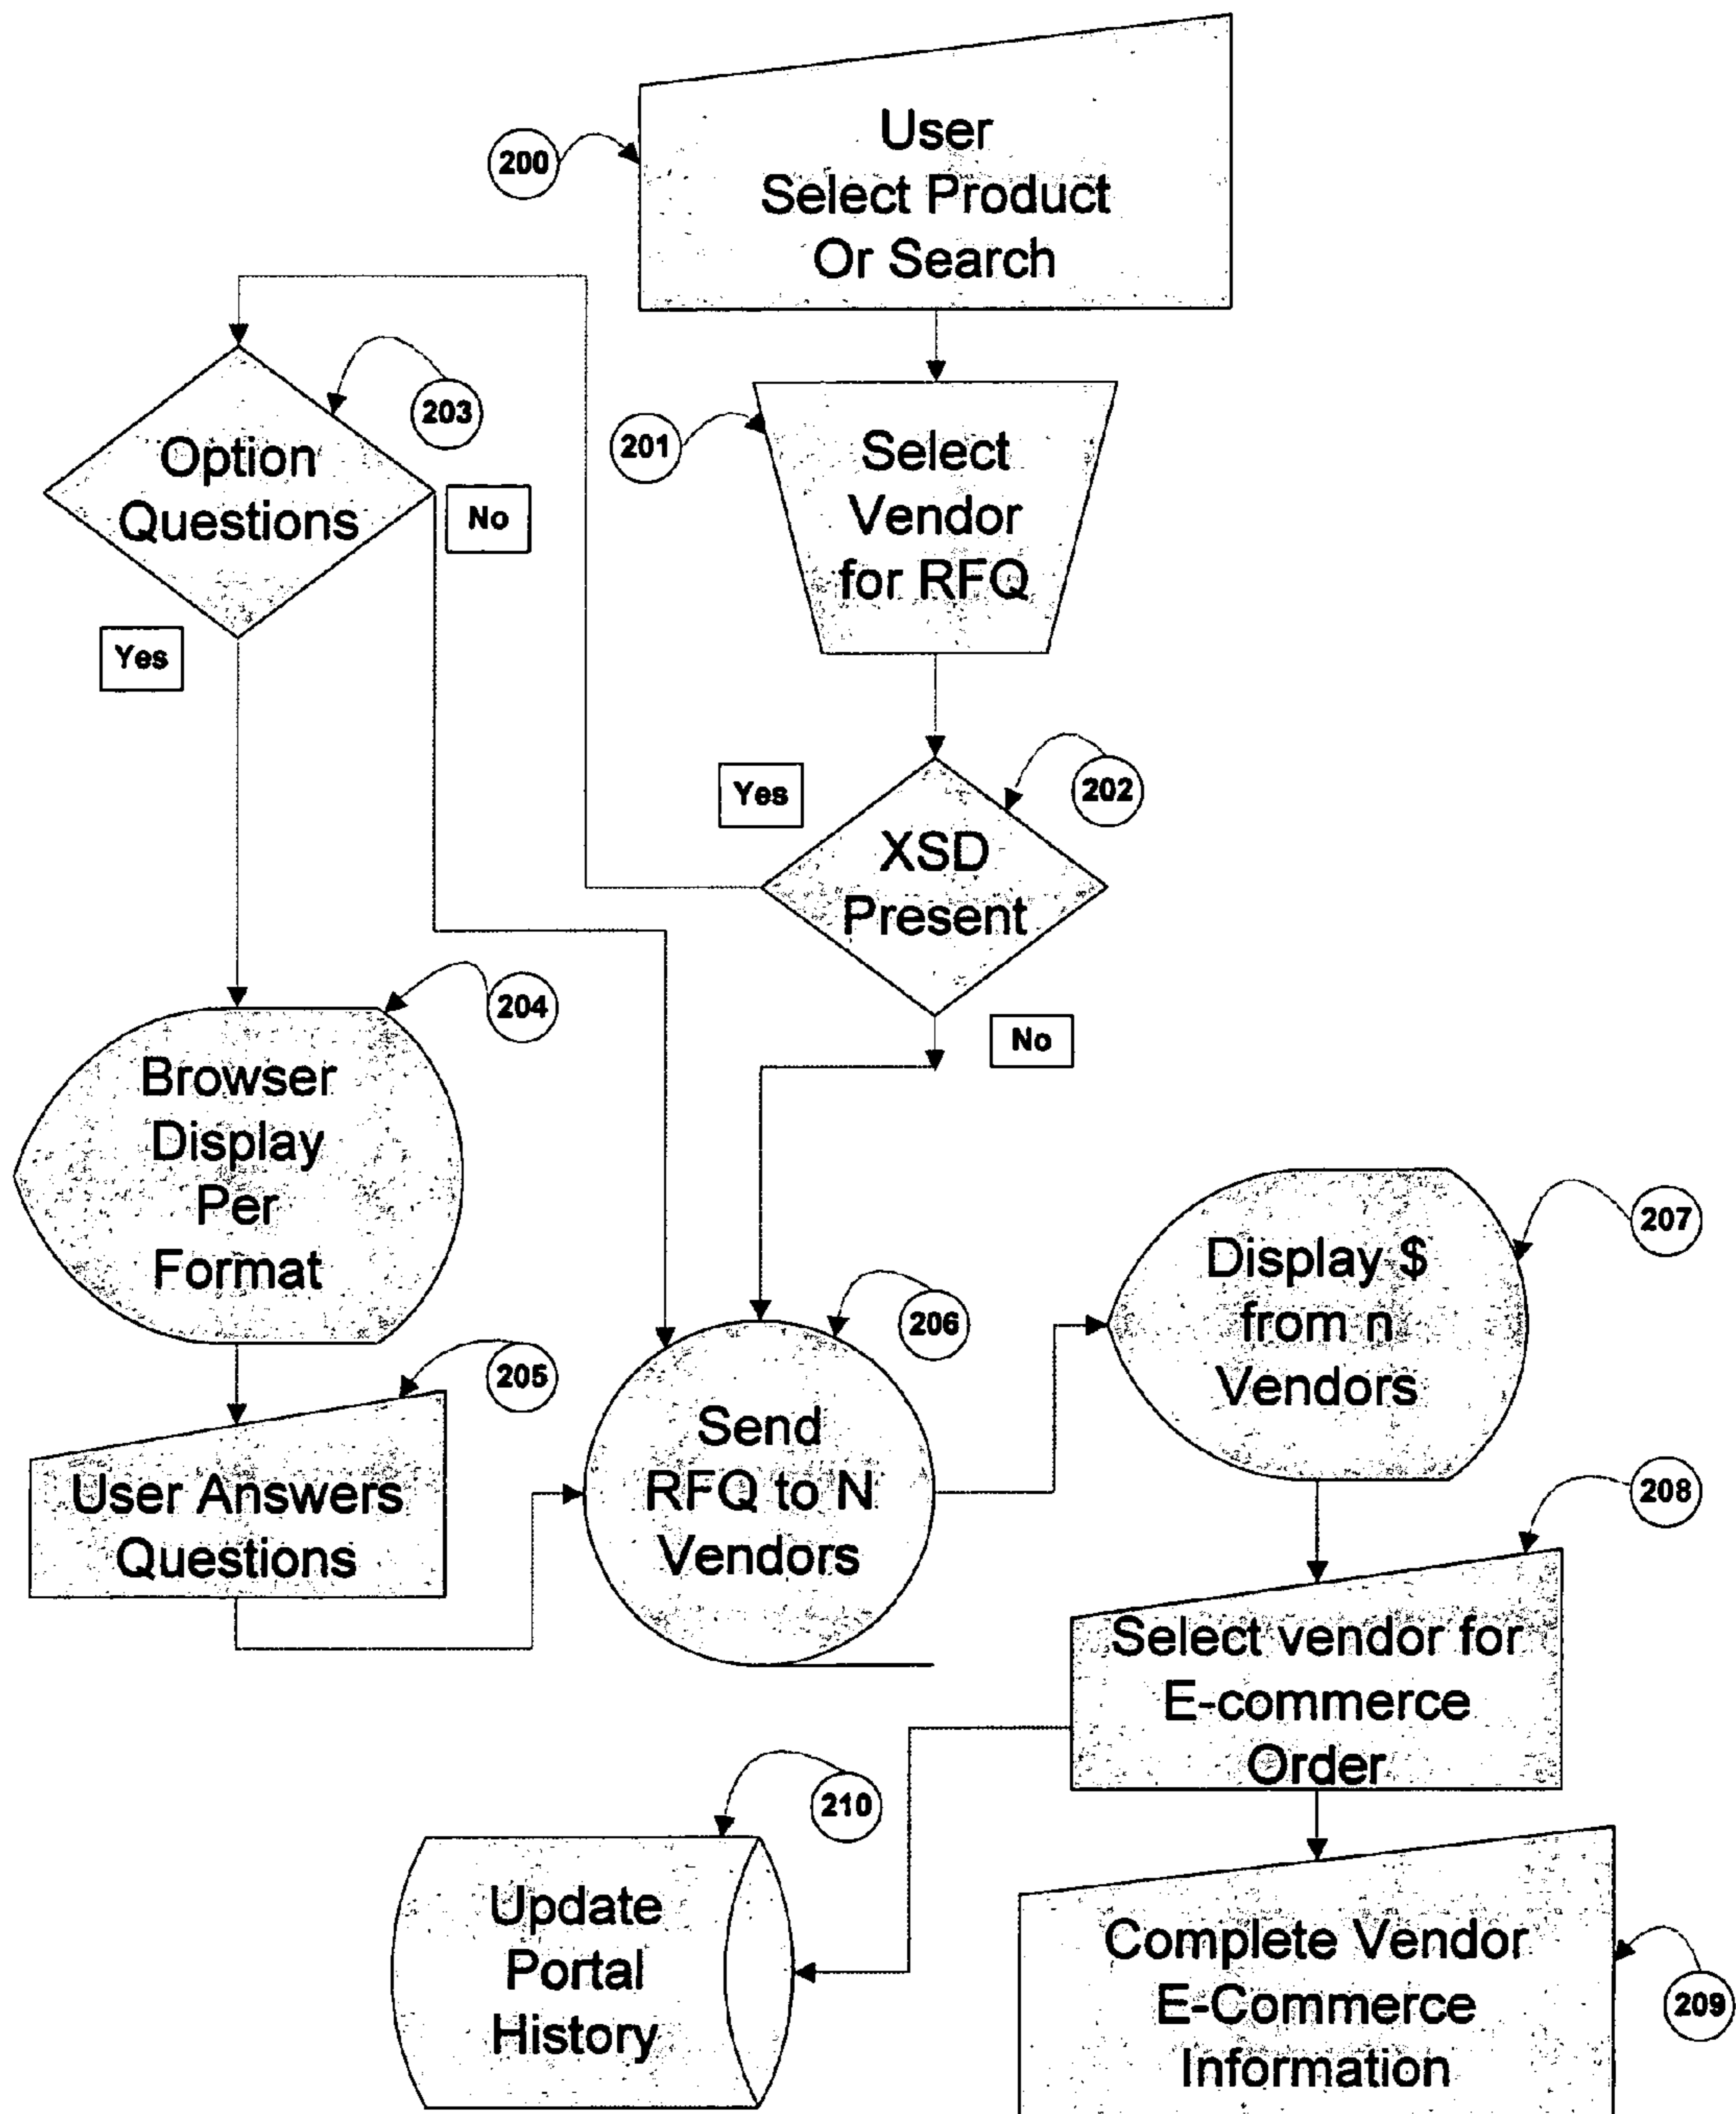 User
Select Product
Or Search
200
Select
Vendor
for RFQ
201
Option
Questions
203
No
Yes
XSD
Present
202
Yes
No
Browser
Display
Per
Format
204
User Answers
Questions
205
Send
RFQ to N
Vendors
206
Display $
from n
Vendors
207
Select vendor for
E-commerce
Order
208
Update
Portal
History
210
Complete Vendor
E-Commerce
Information
209